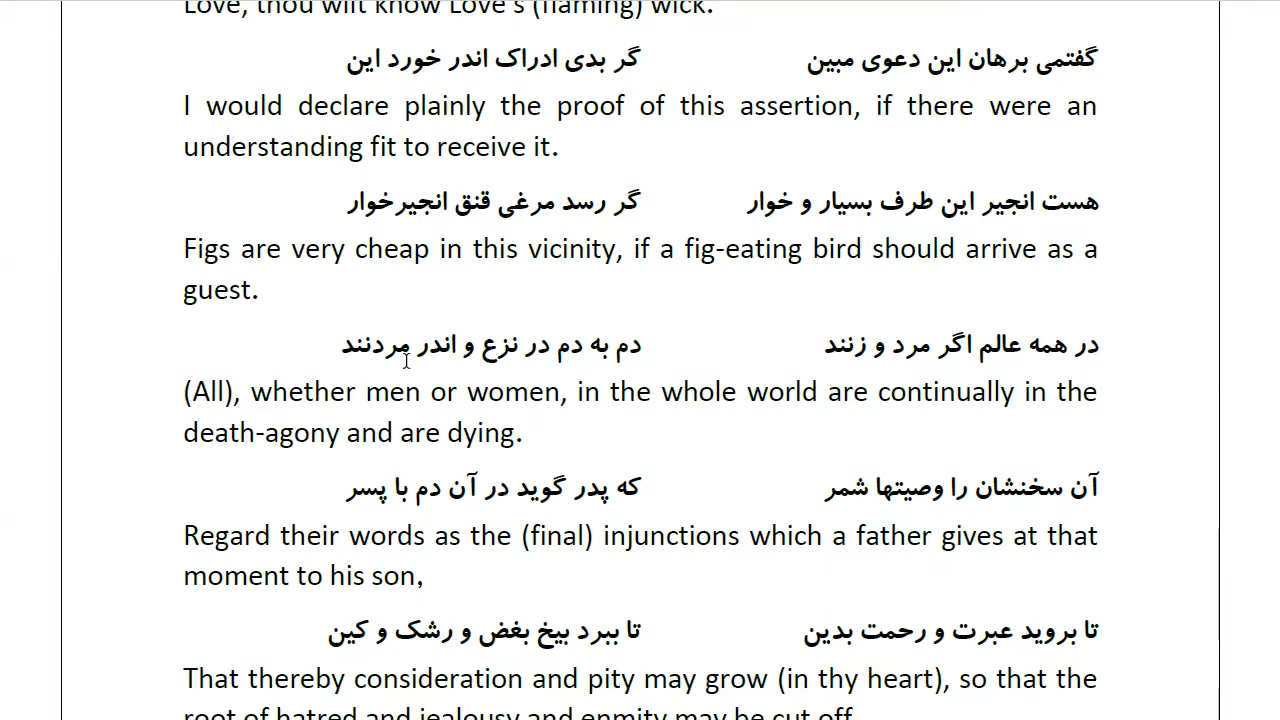 Love, thou wilt know Love's (flaming) wick.
گفتمی برهان این دعوی مبین گر بدی ادراک اندر خورد این
I would declare plainly the proof of this assertion, if there were an
understanding fit to receive it.
هست انجیر این طرف بسیار و خوار گر رسد مرغی قنق انجیرخوار
Figs are very cheap in this vicinity, if a fig-eating bird should arrive as a
guest.
در همه عالم اگر مرد و زنند دم به دم در نزع و اندر مردنند
(All), whether men or women, in the whole world are continually in the
death-agony and are dying.
آن سخنشان را وصیتها شمر که پدر گوید در آن دم با پسر
Regard their words as the (final) injunctions which a father gives at that
moment to his son,
تا بروید عبرت و رحمت بدین تا ببرد بیخ بغض و رشک و کین
That thereby consideration and pity may grow (in thy heart), so that the
root of hatred and jealousy and enmity may be cut off